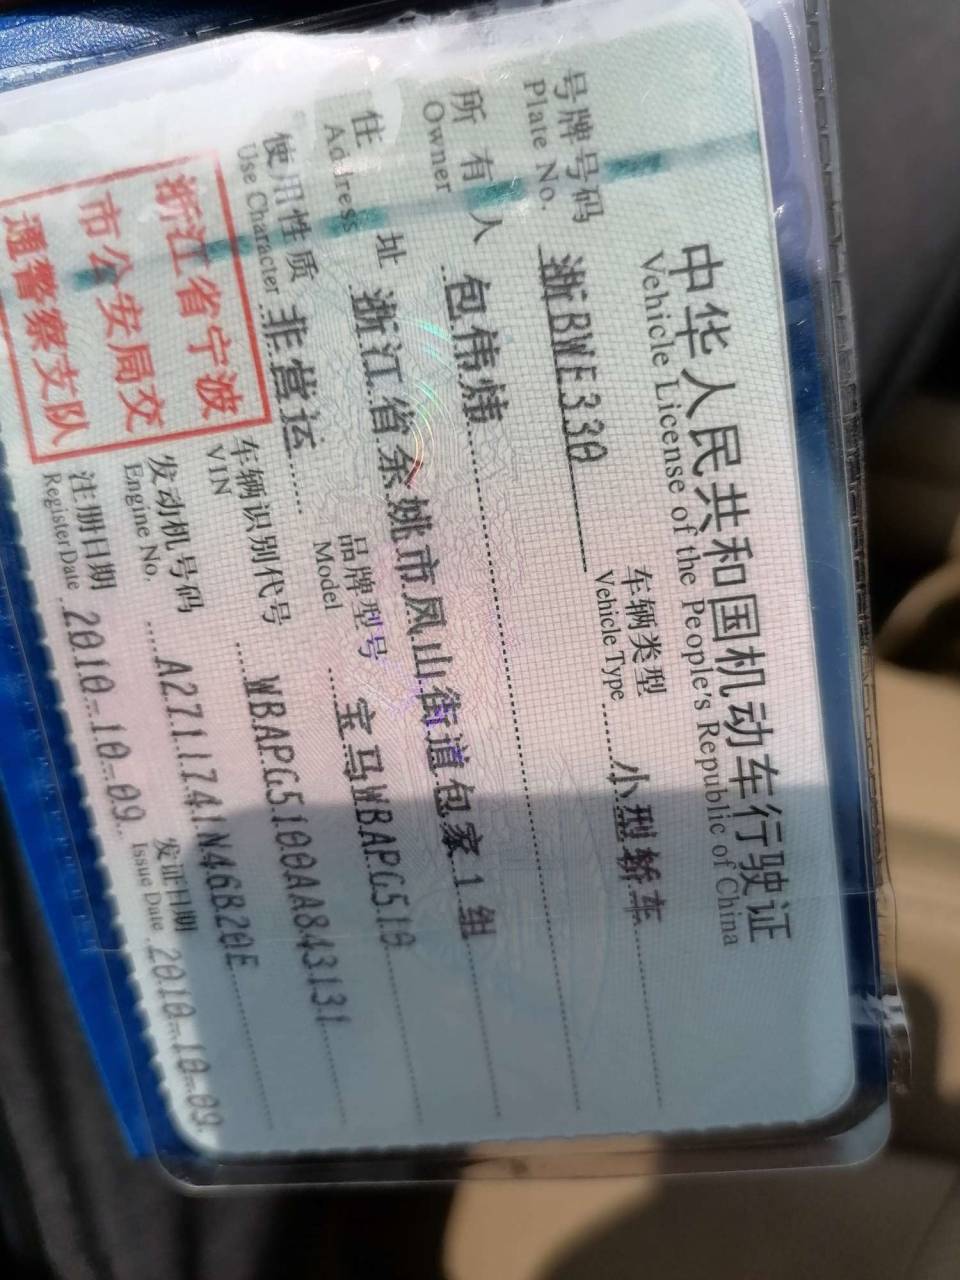 中华人民共和国机动车行驶证
Vehicle License of the People's Republic of China
号牌号码 浙BWE330 车辆类型 小型轿车
Plate No. Vehicle Type
所有人 包伟炜
Owner
住址 浙江省余姚市凤山街道包家1组
Address
使用性质 非营运 品牌型号 宝马WBAPG510
Use Character Model
浙江省宁波
市公安局交
通警察支队
车辆识别代号 WBAPG5100AA843131
VIN
发动机号码 A2711741N46B20E
Engine No.
注册日期 2010-10-09 发证日期 2010-10-09
Register Date Issue Date